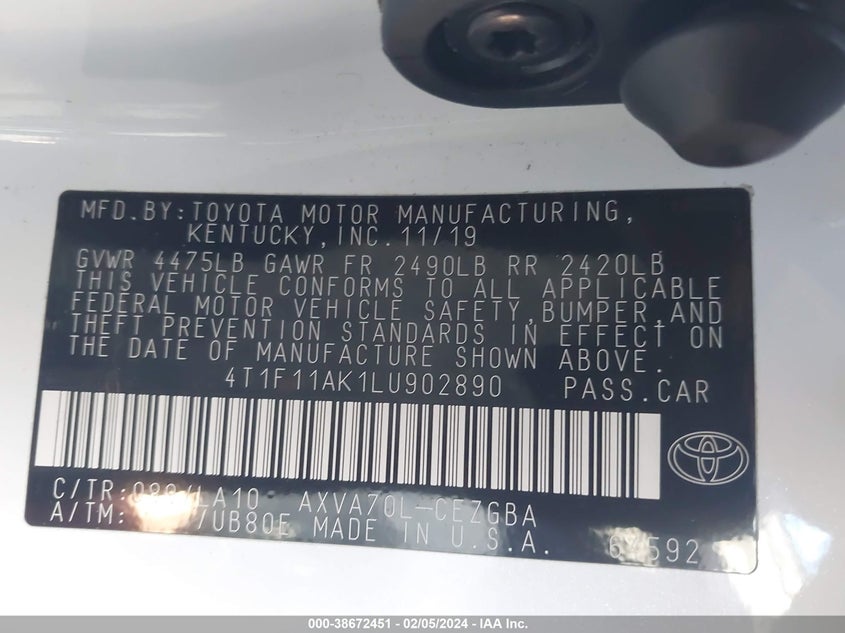 MFD.BY:TOYOTA MOTOR MANUFACTURING,
KENTUCKY,INC.11/19
GVWR 4475LB GAWR FR 2490LB RR 2420LB
THIS VEHICLE CONFORMS TO ALL APPLICABLE
FEDERAL MOTOR VEHICLE SAFETY,BUMPER,AND
THEFT PREVENTION STANDARDS IN EFFECT ON
THE DATE OF MANUFACTURE SHOWN ABOVE.
4T1F11AK1LU902890 PASS.CAR
C/TR: AXVA70L-CEZGBA
A/TM: MADE IN U.S.A.
000-38672451 - 02/05/2024 - IAA Inc.